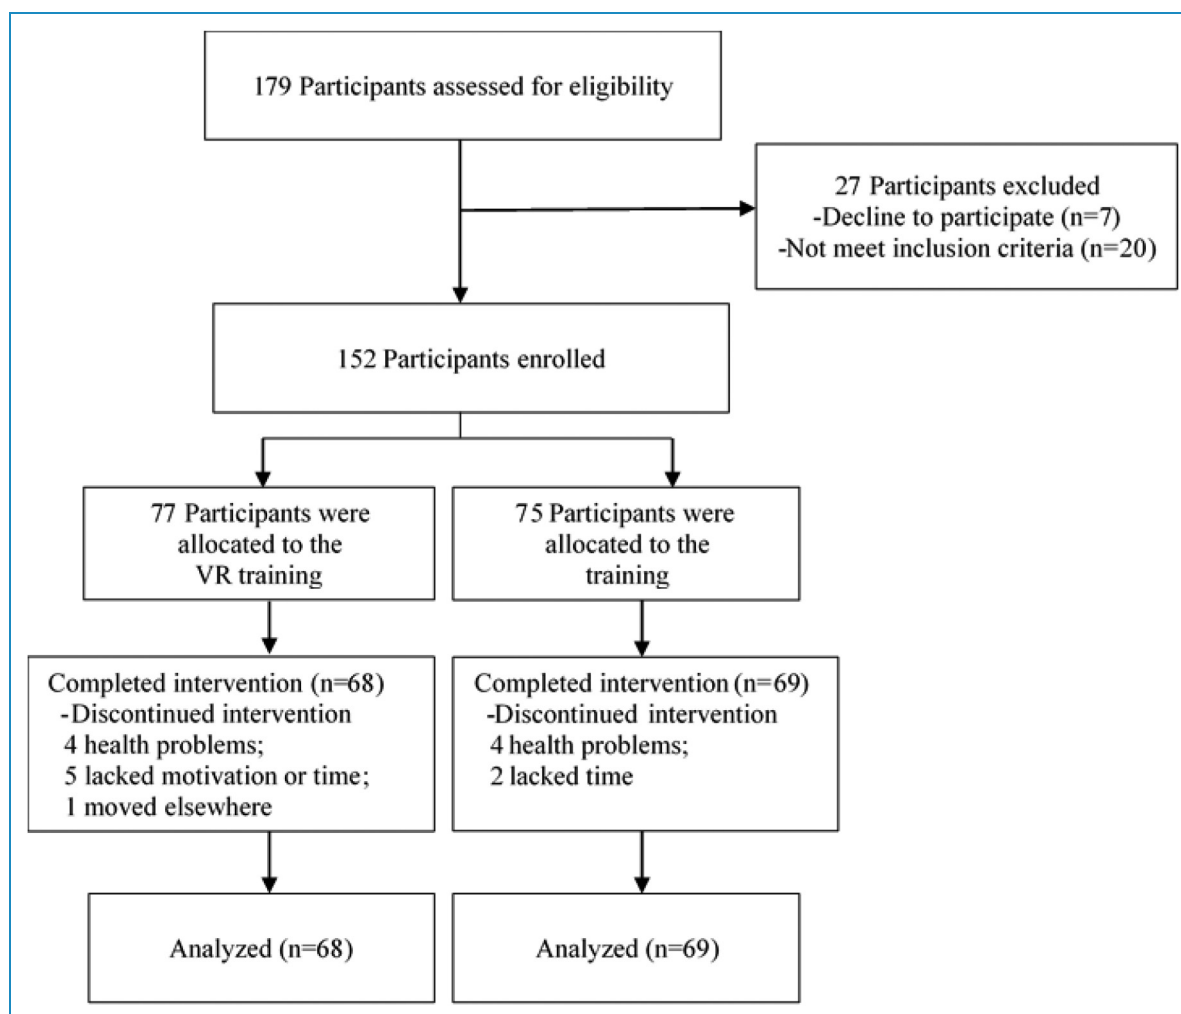 179 Participants assessed for eligibility
27 Participants excluded
-Decline to participate (n=7)
-Not meet inclusion criteria (n=20)
152 Participants enrolled
77 Participants were
allocated to the
VR training
75 Participants were
allocated to the
training
Completed intervention (n=68)
-Discontinued intervention
4 health problems;
5 lacked motivation or time;
1 moved elsewhere
Completed intervention (n=69)
-Discontinued intervention
4 health problems;
2 lacked time
Analyzed (n=68)
Analyzed (n=69)